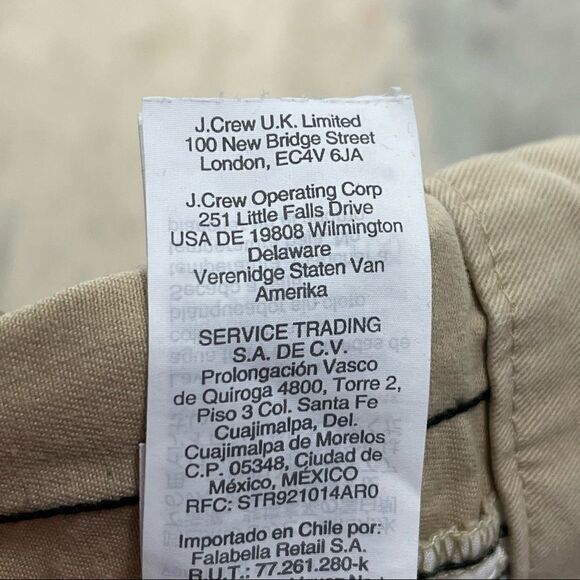 J.Crew U.K. Limited
100 New Bridge Street
London, EC4V 6JA
J.Crew Operating Corp
251 Little Falls Drive
USA DE 19808 Wilmington
Delaware
Verenidge Staten Van
Amerika
SERVICE TRADING
S.A. DE C.V.
Prolongación Vasco
de Quiroga 4800, Torre 2,
Piso 3 Col. Santa Fe
Cuajimalpa, Del.
Cuajimalpa de Morelos
C.P. 05348, Ciudad de
México, MÉXICO
RFC: STR921014AR0
Importado en Chile por:
Falabella Retail S.A.
R.U.T.: 77.261.280-k